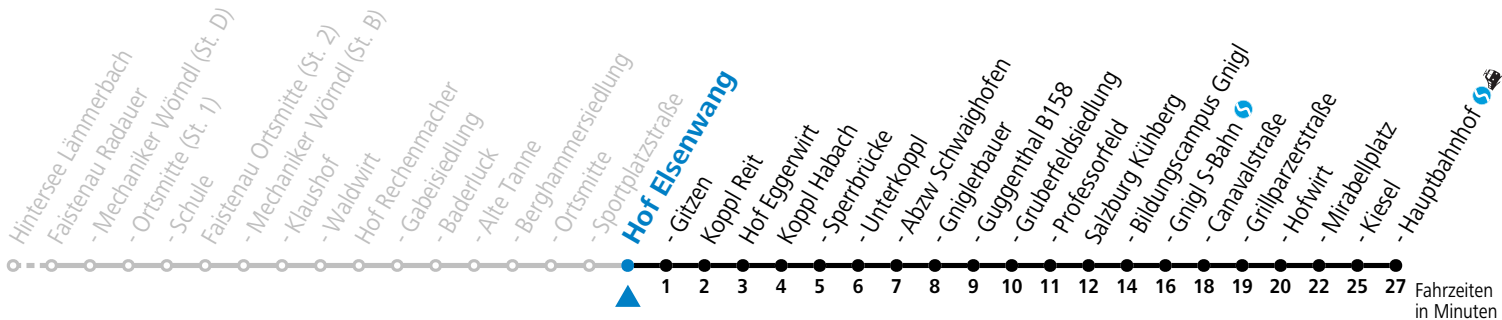 Hintersee Lämmerbach
Faistenau Radauer
- Mechaniker Wörndl (St. D)
- Ortsmitte (St. 1)
- Schule
Faistenau Ortsmitte (St. 2)
- Mechaniker Wörndl (St. B)
- Klaushof
- Waldwirt
Hof Rechenmacher
- Gabeisiedlung
- Baderluck
- Alte Tanne
- Berghammersiedlung
- Ortsmitte
- Sportplatzstraße
Hof Elsenwang
- Gitzen
Koppl Reit
Hof Eggerwirt
Koppl Habach
- Sperrbrücke
- Unterkoppl
- Abzw Schwaighofen
- Gniglerbauer
- Guggenthal B158
- Gruberfeldsiedlung
- Professorfeld
Salzburg Kühberg
- Bildungscampus Gnigl
- Gnigl S-Bahn
- Canavalstraße
- Grillparzerstraße
- Hofwirt
- Mirabellplatz
- Kiesel
- Hauptbahnhof
1 2 3 4 5 6 7 8 9 10 11 12 14 16 18 19 20 22 25 27
Fahrzeiten
in Minuten